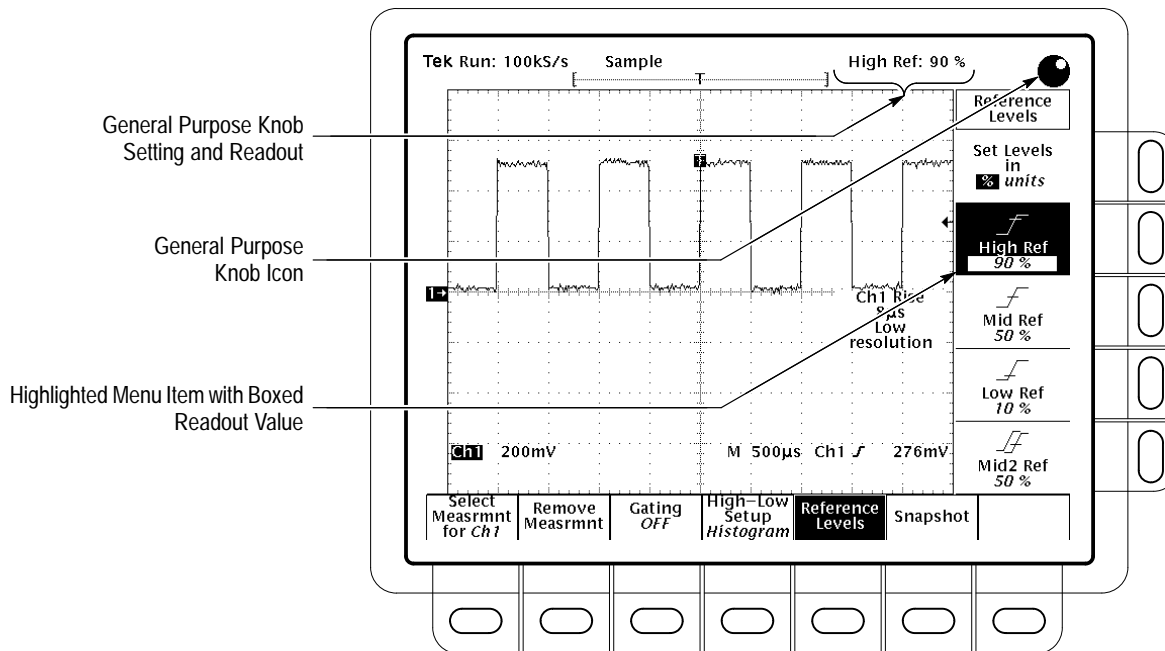 Tek Run: 100kS/s Sample High Ref: 90 %
General Purpose Knob
Setting and Readout
General Purpose
Knob Icon
Highlighted Menu Item with Boxed
Readout Value
T
T
1→
Ch1 Rise
8µs
Low
resolution
Ch1 200mV M 500µs Ch1 276mV
Reference
Levels
Set Levels
in
% units
High Ref
90 %
Mid Ref
50 %
Low Ref
10 %
Mid2 Ref
50 %
Select
Measrmnt
for Ch1
Remove
Measrmnt
Gating
OFF
High–Low
Setup
Histogram
Reference
Levels
Snapshot